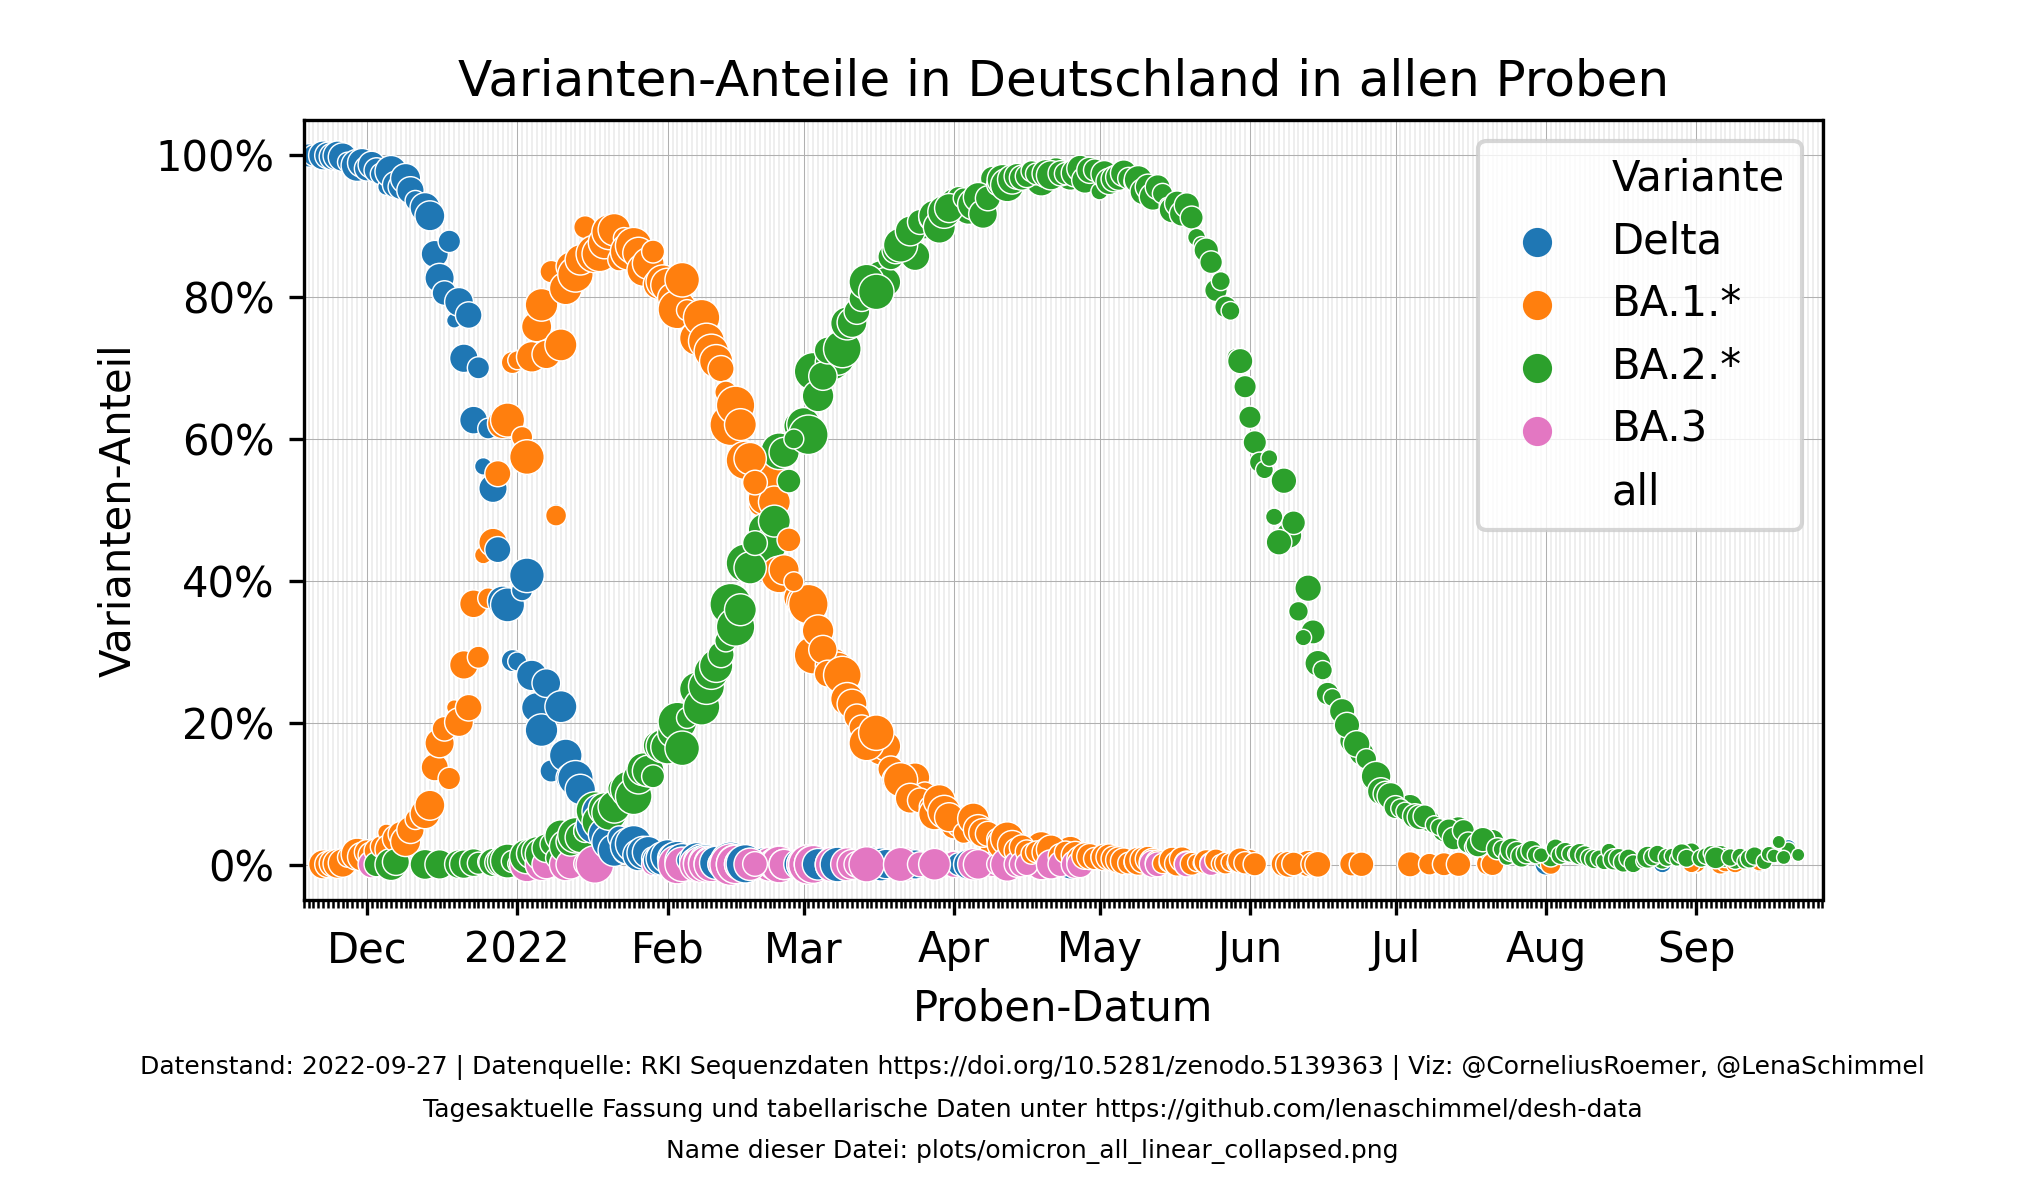 Varianten-Anteile in Deutschland in allen Proben
Varianten-Anteil
100%
80%
60%
40%
20%
0%
Variante
Delta
BA.1.*
BA.2.*
BA.3
all
Dec 2022 Feb Mar Apr May Jun Jul Aug Sep
Proben-Datum
Datenstand: 2022-09-27 | Datenquelle: RKI Sequenzdaten https://doi.org/10.5281/zenodo.5139363 | Viz: @CorneliusRoemer, @LenaSchimmel
Tagesaktuelle Fassung und tabellarische Daten unter https://github.com/lenaschimmel/desh-data
Name dieser Datei: plots/omicron_all_linear_collapsed.png